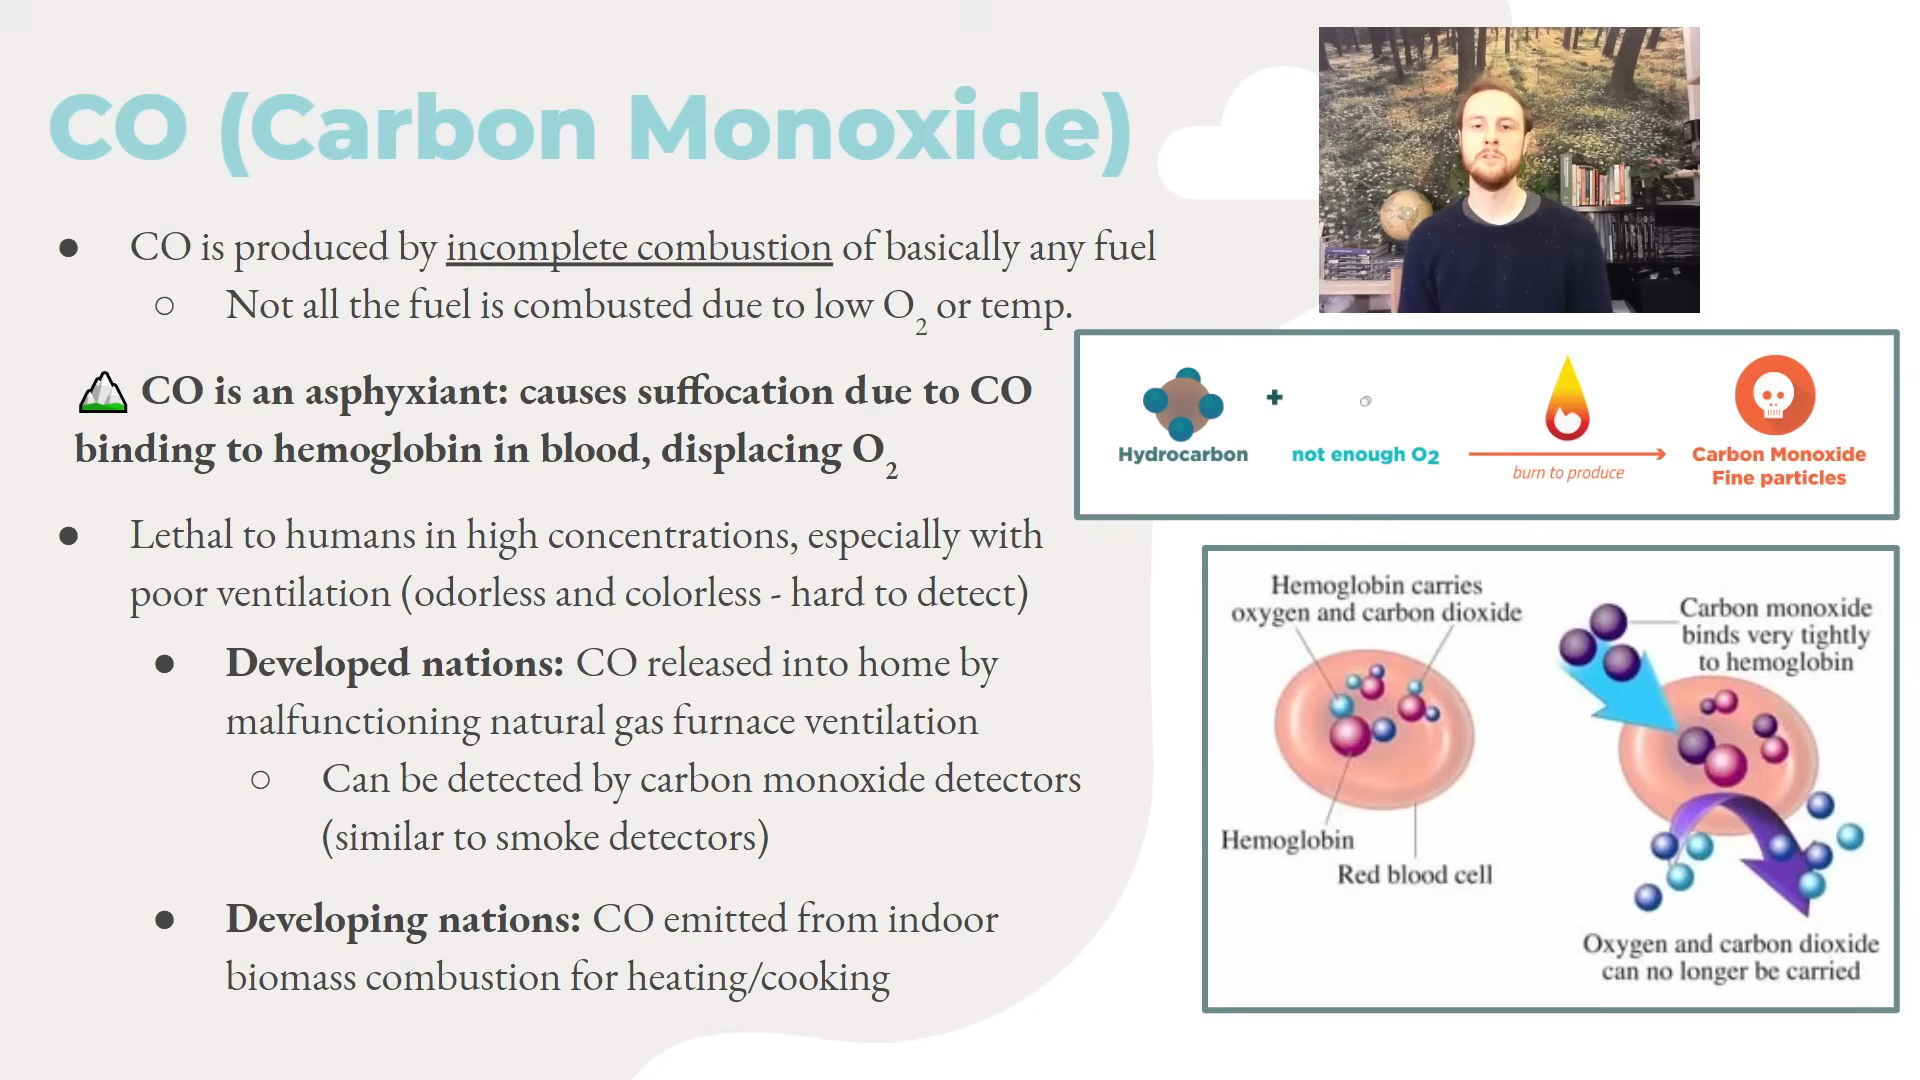 CO (Carbon Monoxide)
● CO is produced by incomplete combustion of basically any fuel
○ Not all the fuel is combusted due to low O₂ or temp.
CO is an asphyxiant: causes suffocation due to CO
binding to hemoglobin in blood, displacing O₂
● Lethal to humans in high concentrations, especially with
poor ventilation (odorless and colorless - hard to detect)
● Developed nations: CO released into home by
malfunctioning natural gas furnace ventilation
○ Can be detected by carbon monoxide detectors
(similar to smoke detectors)
● Developing nations: CO emitted from indoor
biomass combustion for heating/cooking
+
Hydrocarbon
not enough O2
burn to produce
Carbon Monoxide
Fine particles
Hemoglobin carries
oxygen and carbon dioxide
Hemoglobin
Red blood cell
Carbon monoxide
binds very tightly
to hemoglobin
Oxygen and carbon dioxide
can no longer be carried